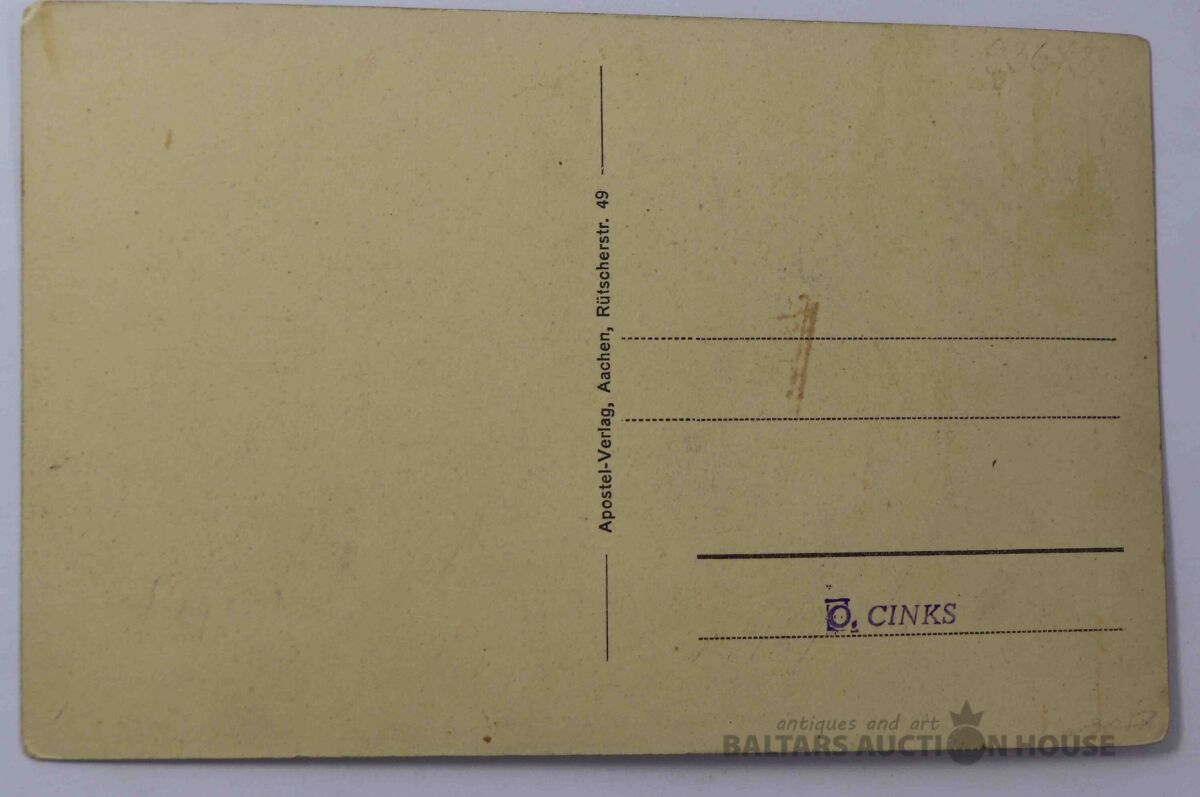 Apostel-Verlag, Aachen, Rütscherstr. 49
O. CINKS
antiques and art
BALTARS AUCTION HOUSE